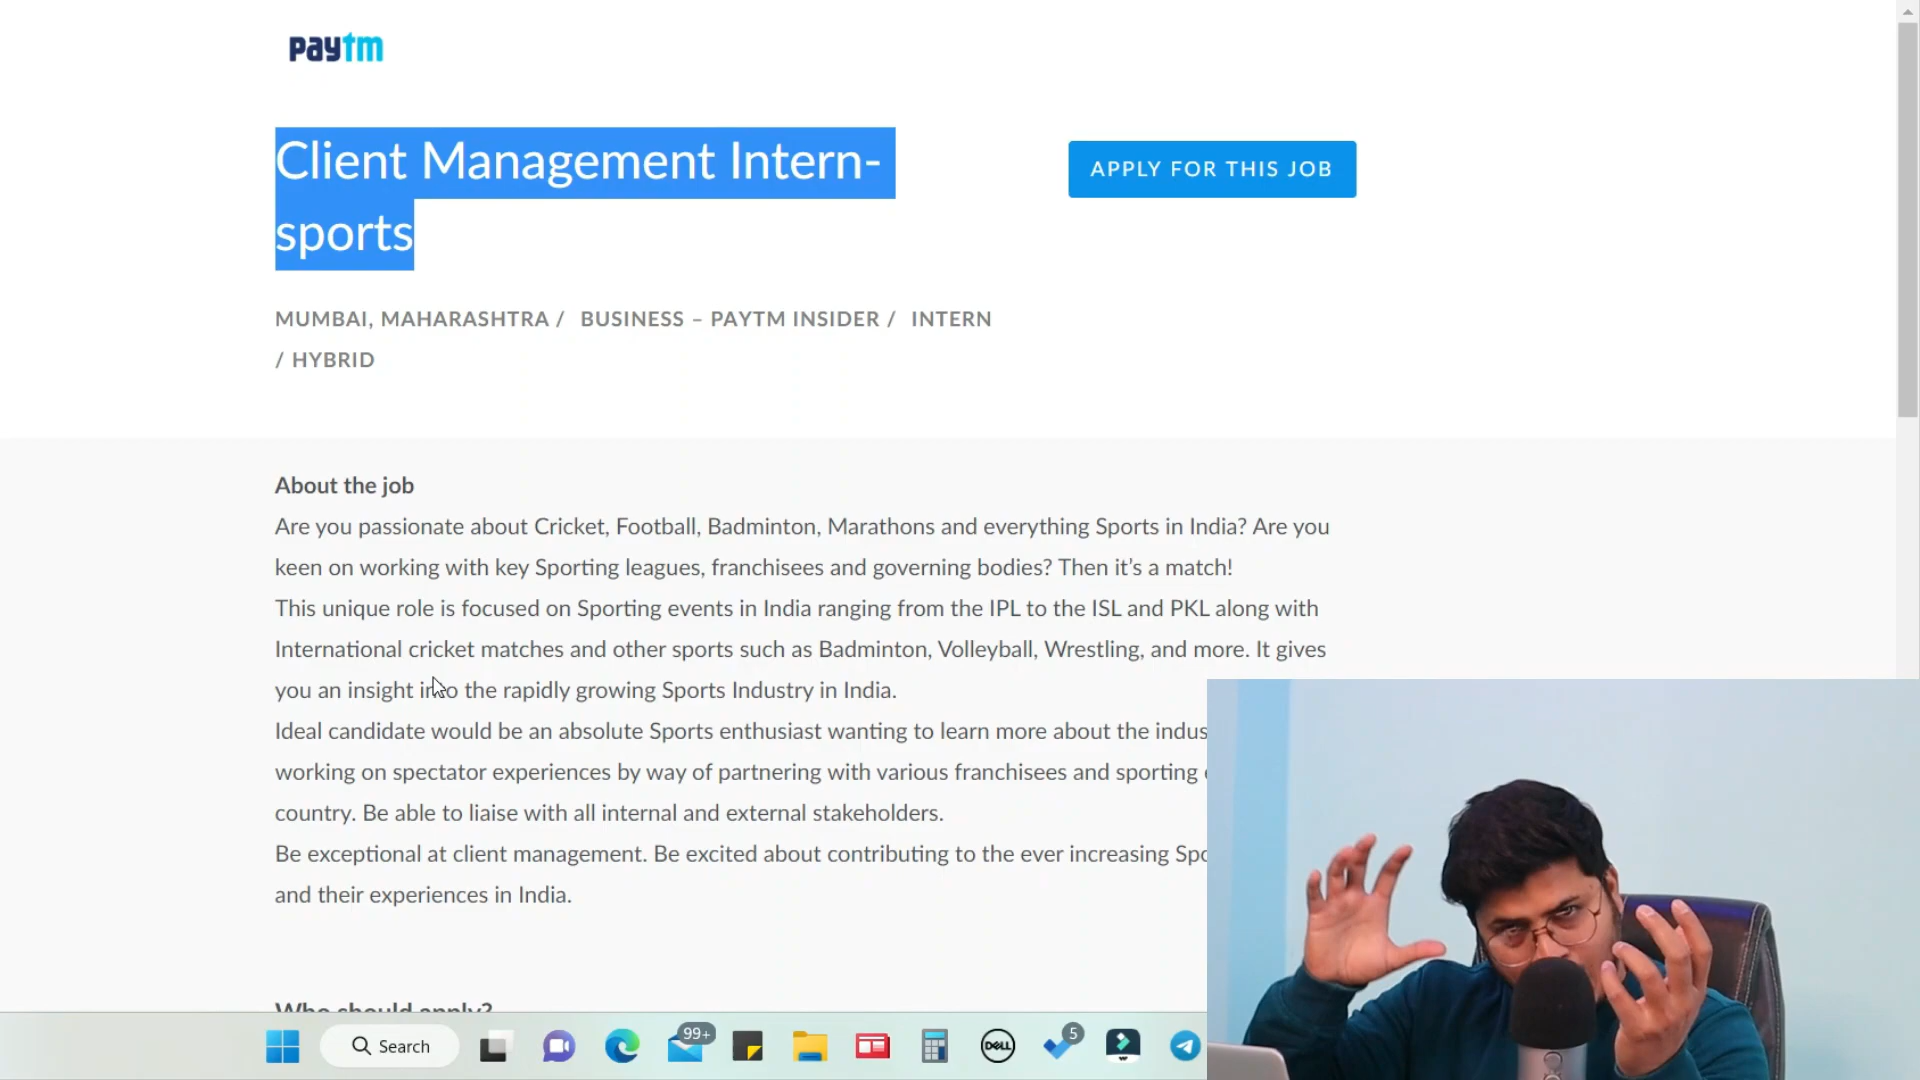 paytm
Client Management Intern-
sports
APPLY FOR THIS JOB
MUMBAI, MAHARASHTRA / BUSINESS – PAYTM INSIDER / INTERN
/ HYBRID
About the job
Are you passionate about Cricket, Football, Badminton, Marathons and everything Sports in India? Are you
keen on working with key Sporting leagues, franchisees and governing bodies? Then it's a match!
This unique role is focused on Sporting events in India ranging from the IPL to the ISL and PKL along with
International cricket matches and other sports such as Badminton, Volleyball, Wrestling, and more. It gives
you an insight into the rapidly growing Sports Industry in India.
Ideal candidate would be an absolute Sports enthusiast wanting to learn more about the indus
working on spectator experiences by way of partnering with various franchisees and sporting
country. Be able to liaise with all internal and external stakeholders.
Be exceptional at client management. Be excited about contributing to the ever increasing Spo
and their experiences in India.
Who should apply?
Search
99+
DELL
5